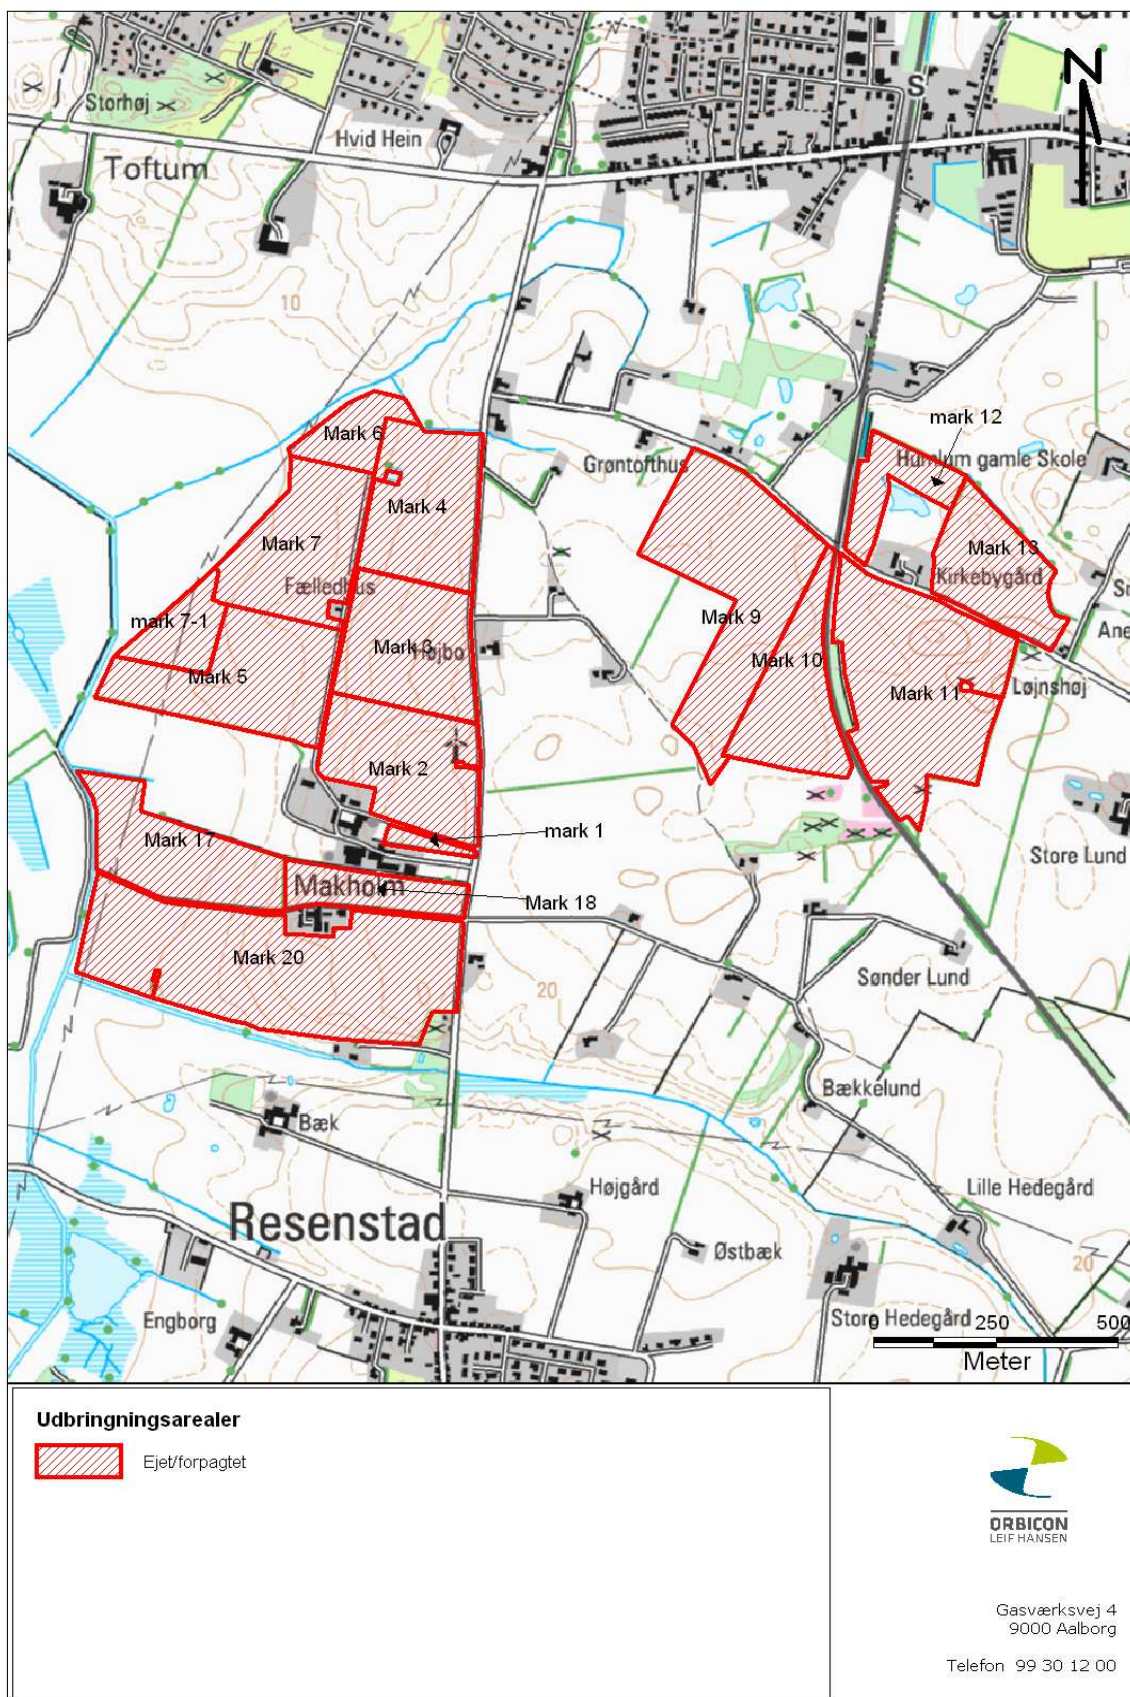 N
S
Storhøj
Hvid Hein
Toftum
10
mark 12
Mark 6
Grøntofthus
Humlum gamle Skole
Mark 4
Mark 7
Mark 13
Kirkebygård
Fælledhus
mark 7-1
Mark 9
Mark 3
Højbo
Mark 10
Mark 5
Mark 11
Løjnshøj
Mark 2
mark 1
Mark 17
Store Lund
Makholm
Mark 18
Mark 20
Sønder Lund
20
Bækkelund
Bæk
Højgård
Lille Hedegård
Resenstad
Østbæk
20
Engborg
Store Hedegård
0 250 500
Meter
Udbringningsarealer
Ejet/forpagtet
ORBICON
LEIF HANSEN
Gasværksvej 4
9000 Aalborg
Telefon 99 30 12 00